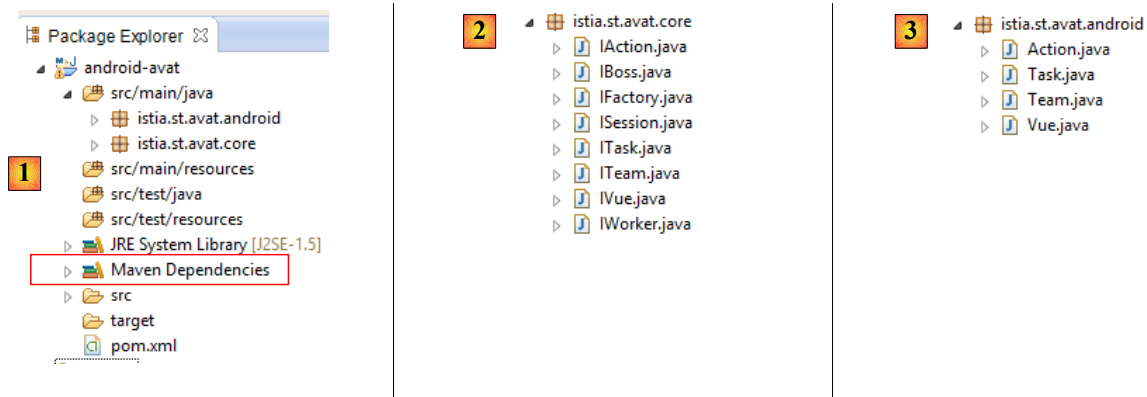 Package Explorer
android-avat
src/main/java
istia.st.avat.android
istia.st.avat.core
1
src/main/resources
src/test/java
src/test/resources
JRE System Library [J2SE-1.5]
Maven Dependencies
src
target
pom.xml
2
istia.st.avat.core
IAction.java
IBoss.java
IFactory.java
ISession.java
ITask.java
ITeam.java
IVue.java
IWorker.java
3
istia.st.avat.android
Action.java
Task.java
Team.java
Vue.java